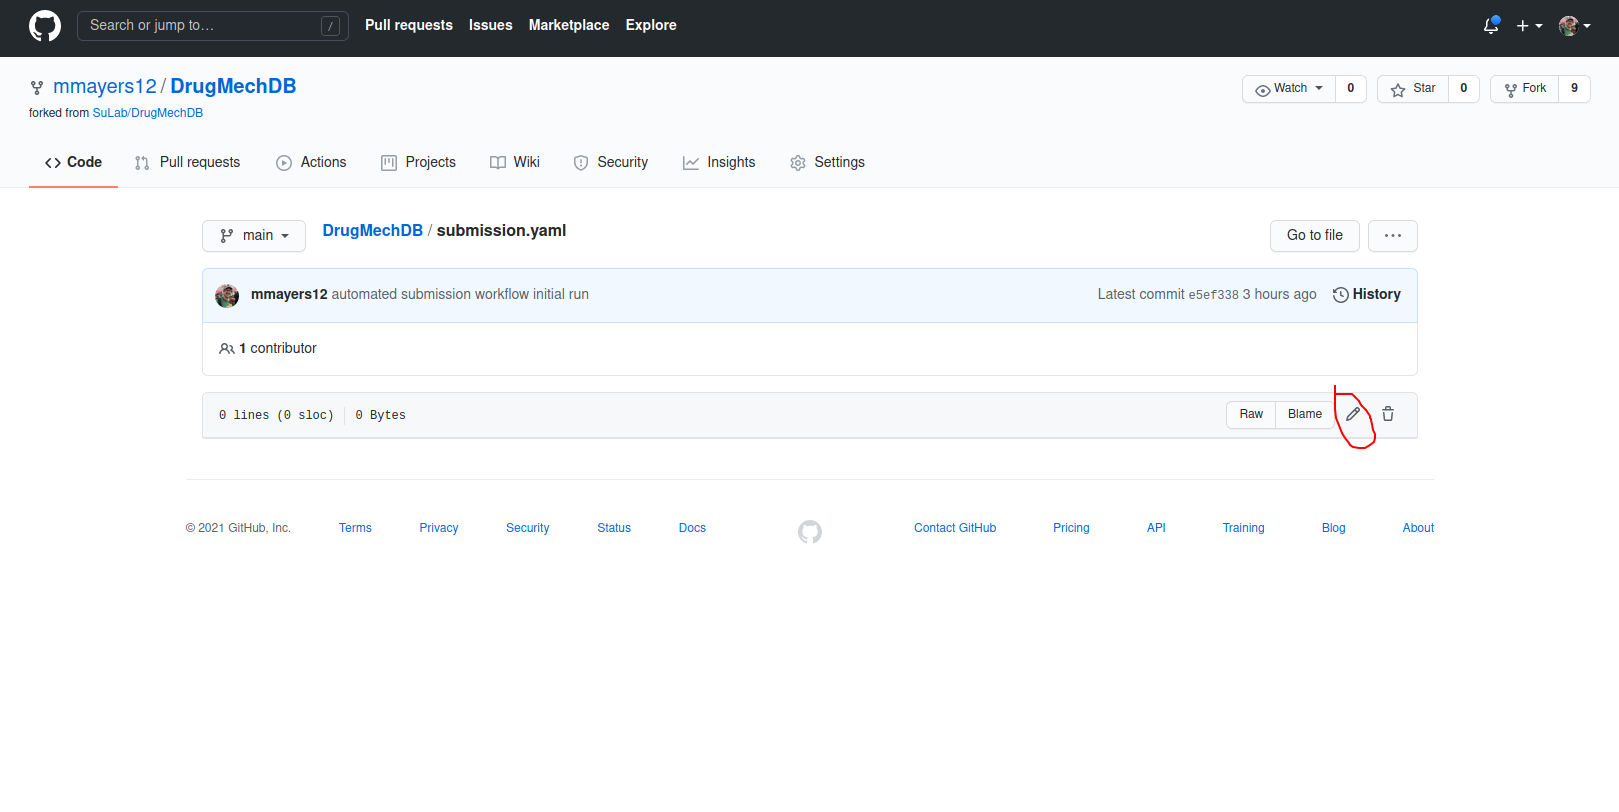 Search or jump to… /
Pull requests Issues Marketplace Explore
mmayers12 / DrugMechDB
forked from SuLab/DrugMechDB
Watch 0 Star 0 Fork 9
Code Pull requests Actions Projects Wiki Security Insights Settings
main DrugMechDB / submission.yaml Go to file ...
mmayers12 automated submission workflow initial run Latest commit e5ef338 3 hours ago History
1 contributor
0 lines (0 sloc) 0 Bytes Raw Blame
© 2021 GitHub, Inc. Terms Privacy Security Status Docs Contact GitHub Pricing API Training Blog About